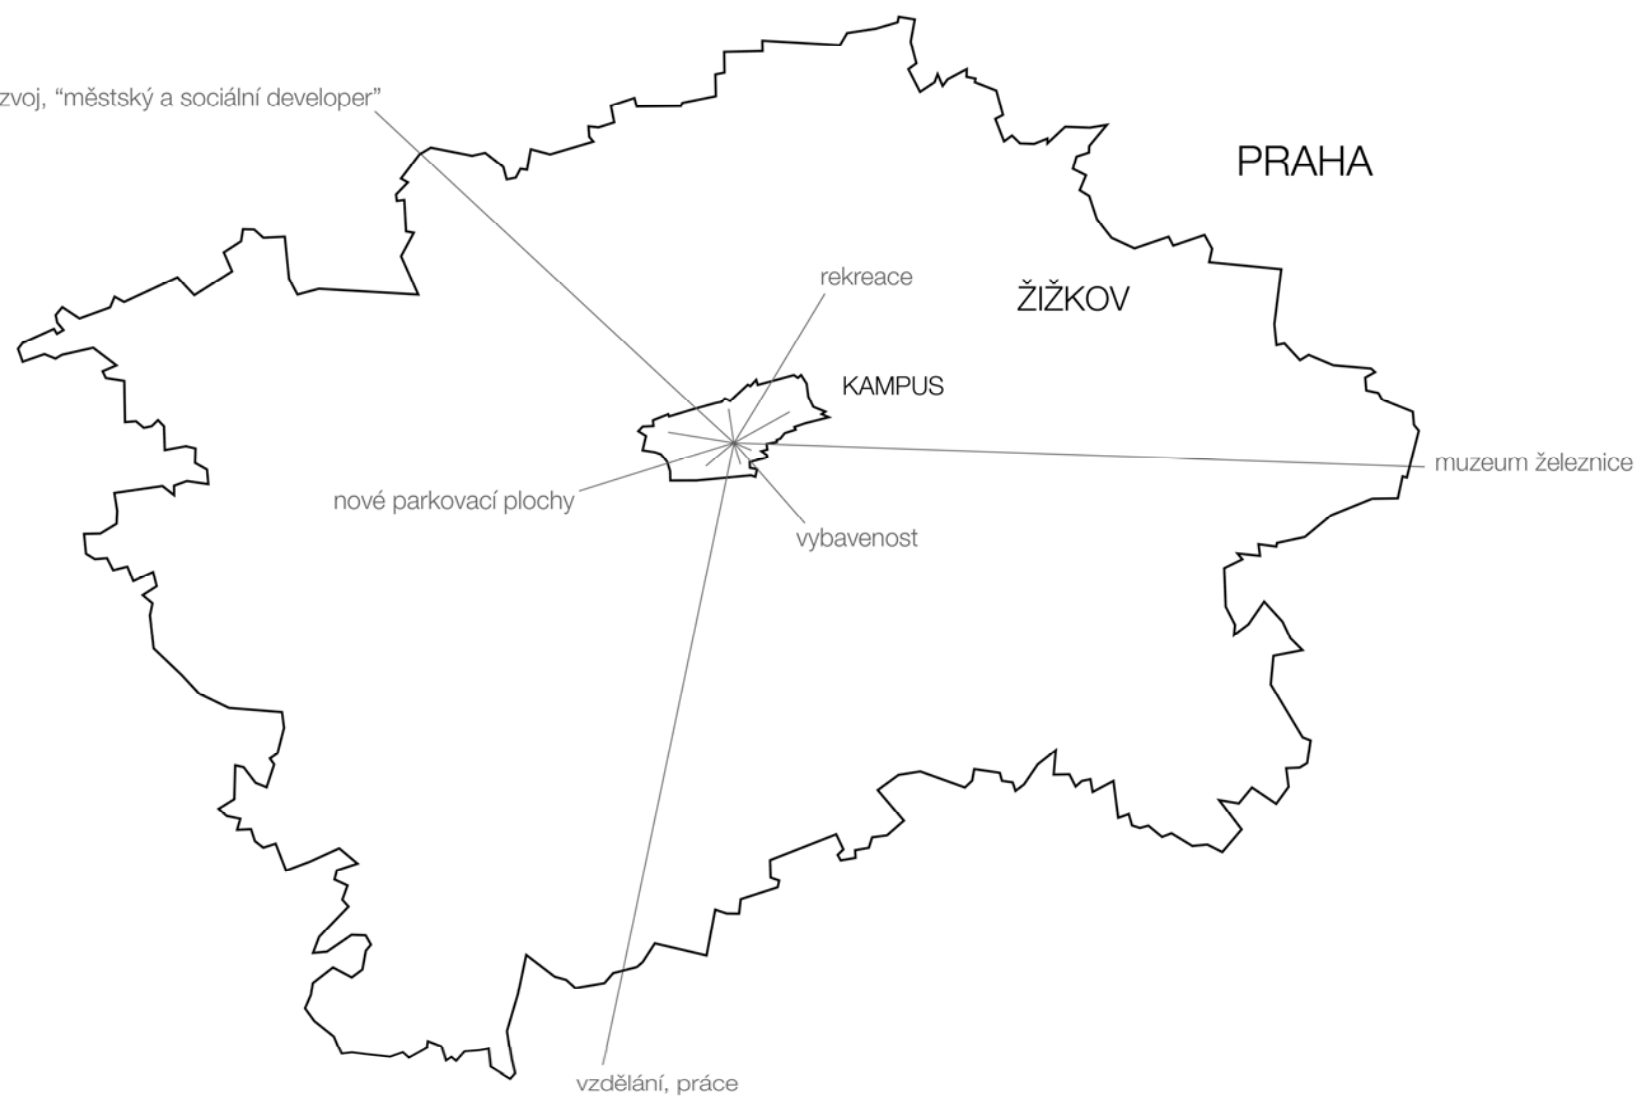 zvoj, “městský a sociální developer”
PRAHA
rekreace
ŽIŽKOV
KAMPUS
muzeum železnice
nové parkovací plochy
vybavenost
vzdělání, práce